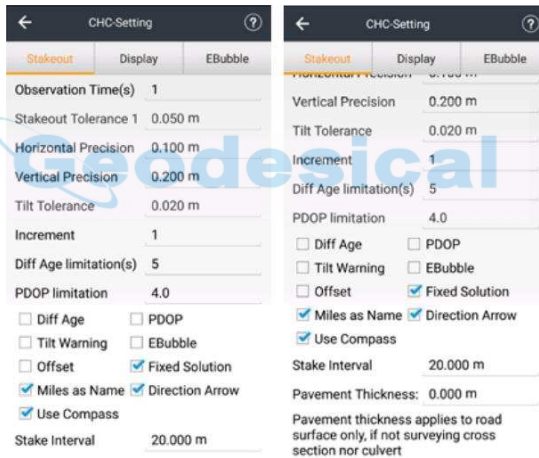 CHC-Setting
?
Stakeout Display EBubble
Observation Time(s) 1
Stakeout Tolerance 1 0.050 m
Horizontal Precision 0.100 m
Vertical Precision 0.200 m
Tilt Tolerance 0.020 m
Increment 1
Diff Age limitation(s) 5
PDOP limitation 4.0
Diff Age PDOP
Tilt Warning EBubble
Offset Fixed Solution
Miles as Name Direction Arrow
Use Compass
Stake Interval 20.000 m
CHC-Setting
?
Stakeout Display EBubble
Horizontal Precision 0.100 m
Vertical Precision 0.200 m
Tilt Tolerance 0.020 m
Increment 1
Diff Age limitation(s) 5
PDOP limitation 4.0
Diff Age PDOP
Tilt Warning EBubble
Offset Fixed Solution
Miles as Name Direction Arrow
Use Compass
Stake Interval 20.000 m
Pavement Thickness: 0.000 m
Pavement thickness applies to road
surface only, if not surveying cross
section nor culvert
Geodesical